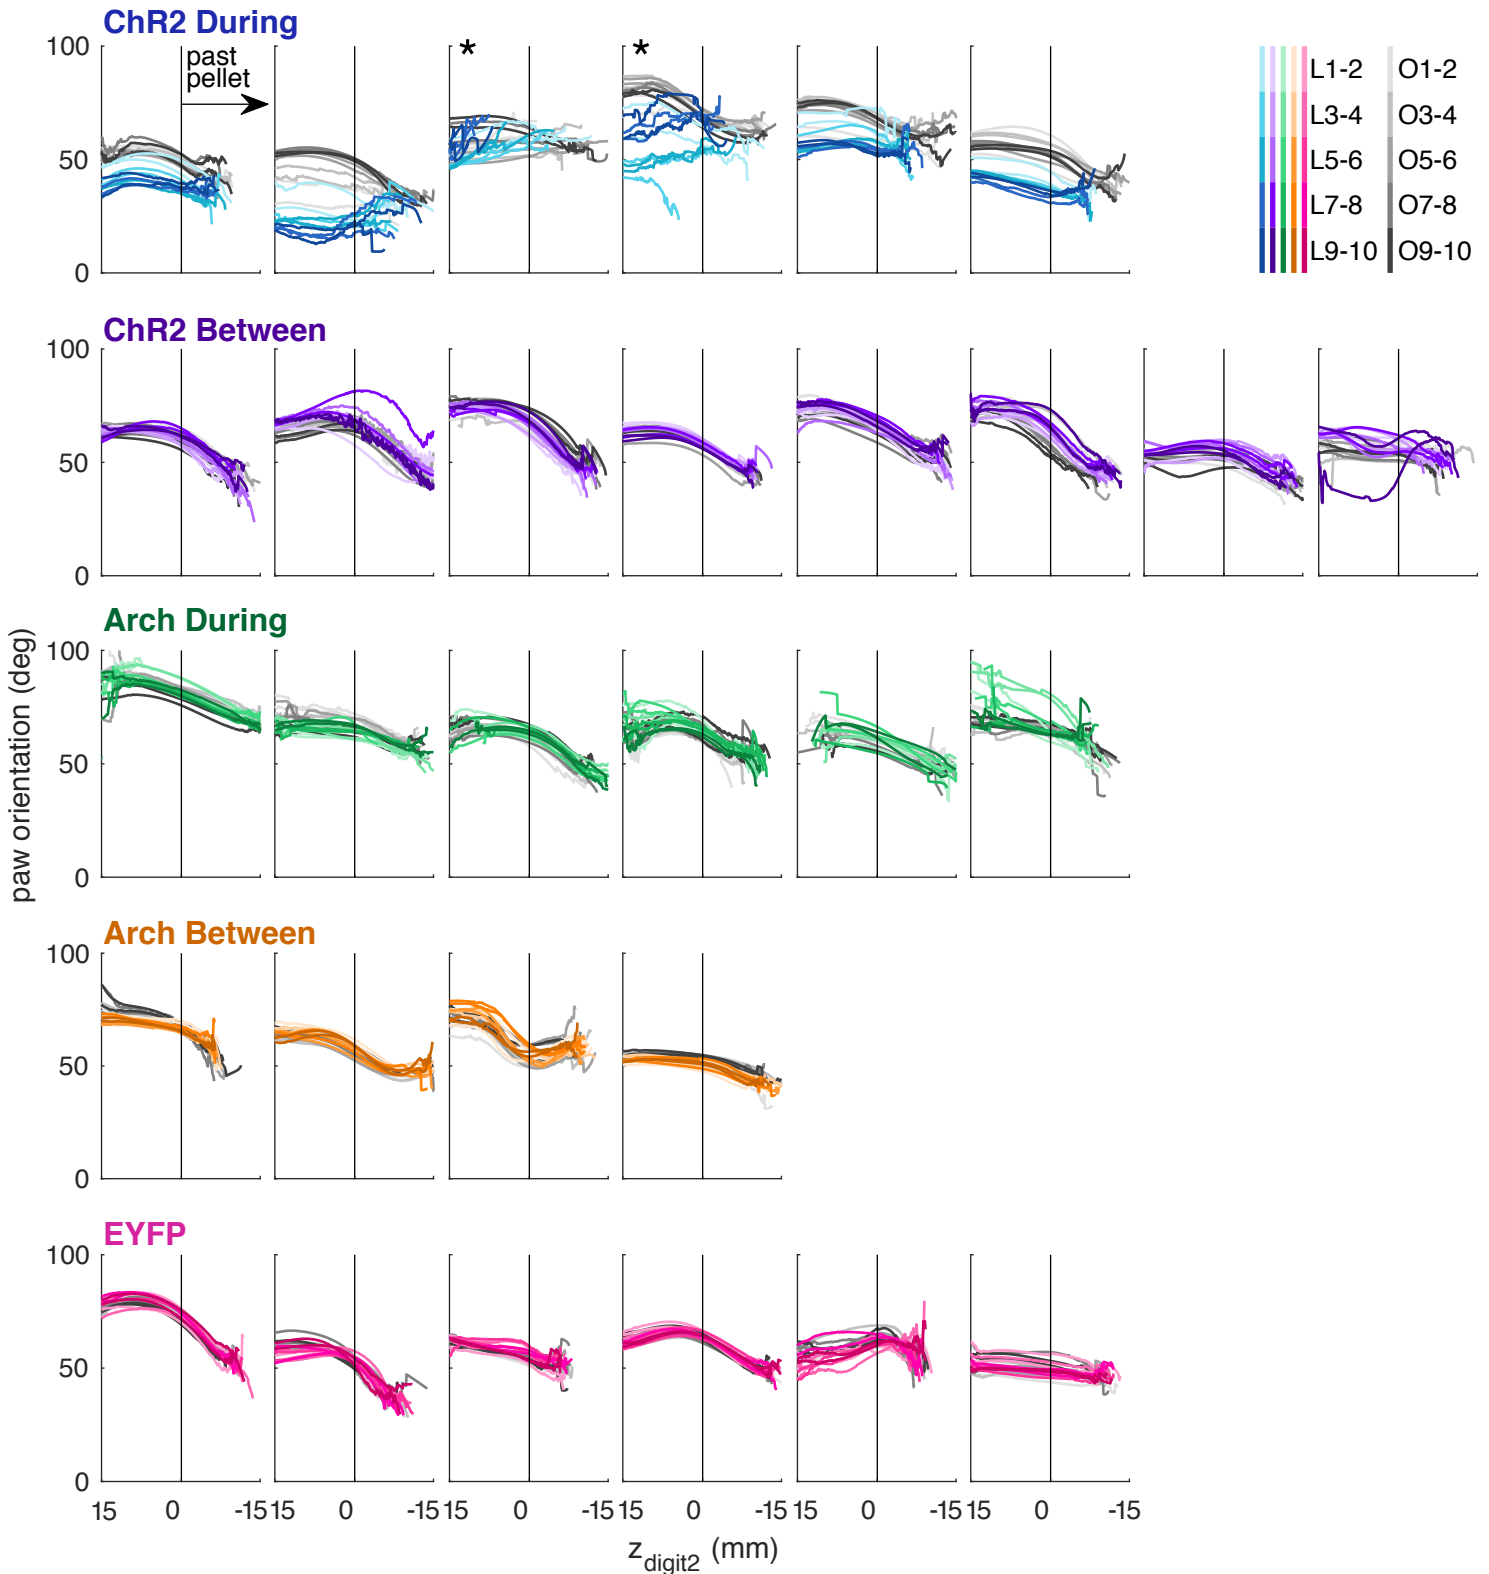 ChR2 During
100
50
0
past
pellet
*
*
L1-2
O1-2
L3-4
O3-4
L5-6
O5-6
L7-8
O7-8
L9-10
O9-10
ChR2 Between
100
50
0
Arch During
100
50
0
paw orientation (deg)
Arch Between
100
50
0
EYFP
100
50
0
15 0 -15 15 0 -15 15 0 -15 15 0 -15 15 0 -15 15 0 -15
z digit2 (mm)